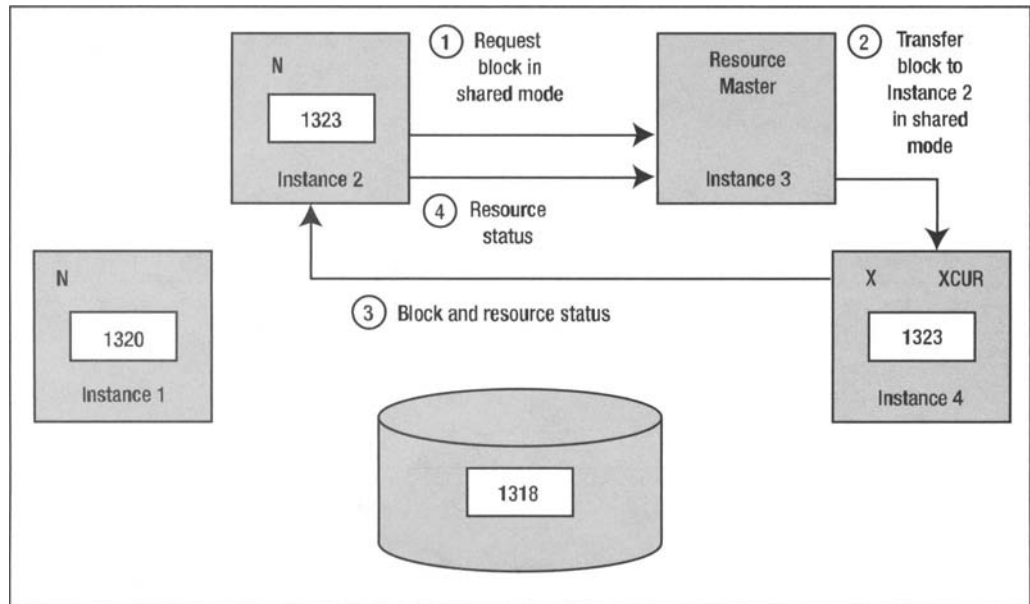 N
1323
Instance 2
1
Request
block in
shared mode
Resource
Master
Instance 3
2
Transfer
block to
Instance 2
in shared
mode
4
Resource
status
N
1320
Instance 1
3
Block and resource status
X XCUR
1323
Instance 4
1318